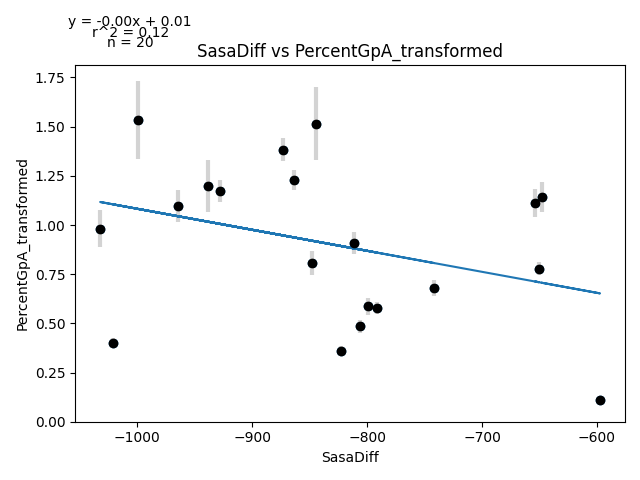 y = -0.00x + 0.01
r^2 = 0.12
n = 20
SasaDiff vs PercentGpA_transformed
PercentGpA_transformed
1.75
1.50
1.25
1.00
0.75
0.50
0.25
0.00
−1000
−900
−800
−700
−600
SasaDiff